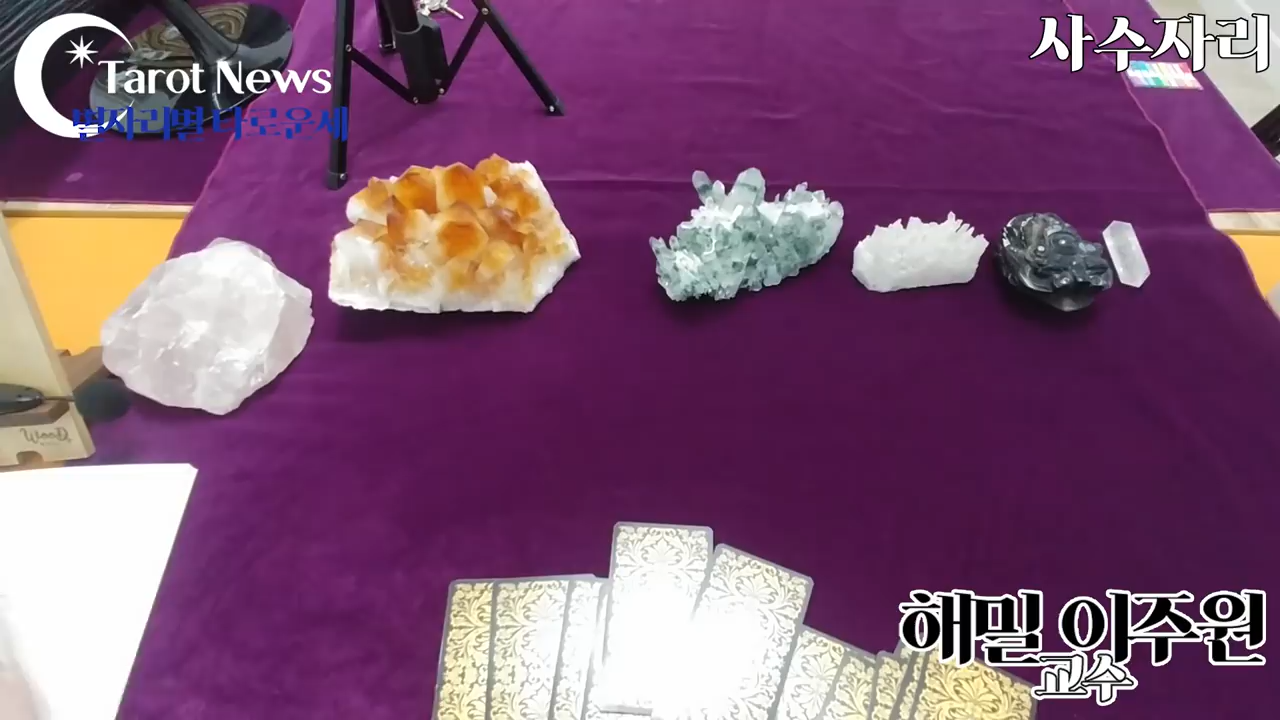 사수자리
Tarot News
별자리별 타로운세
WooD
해밀 이주원
교수